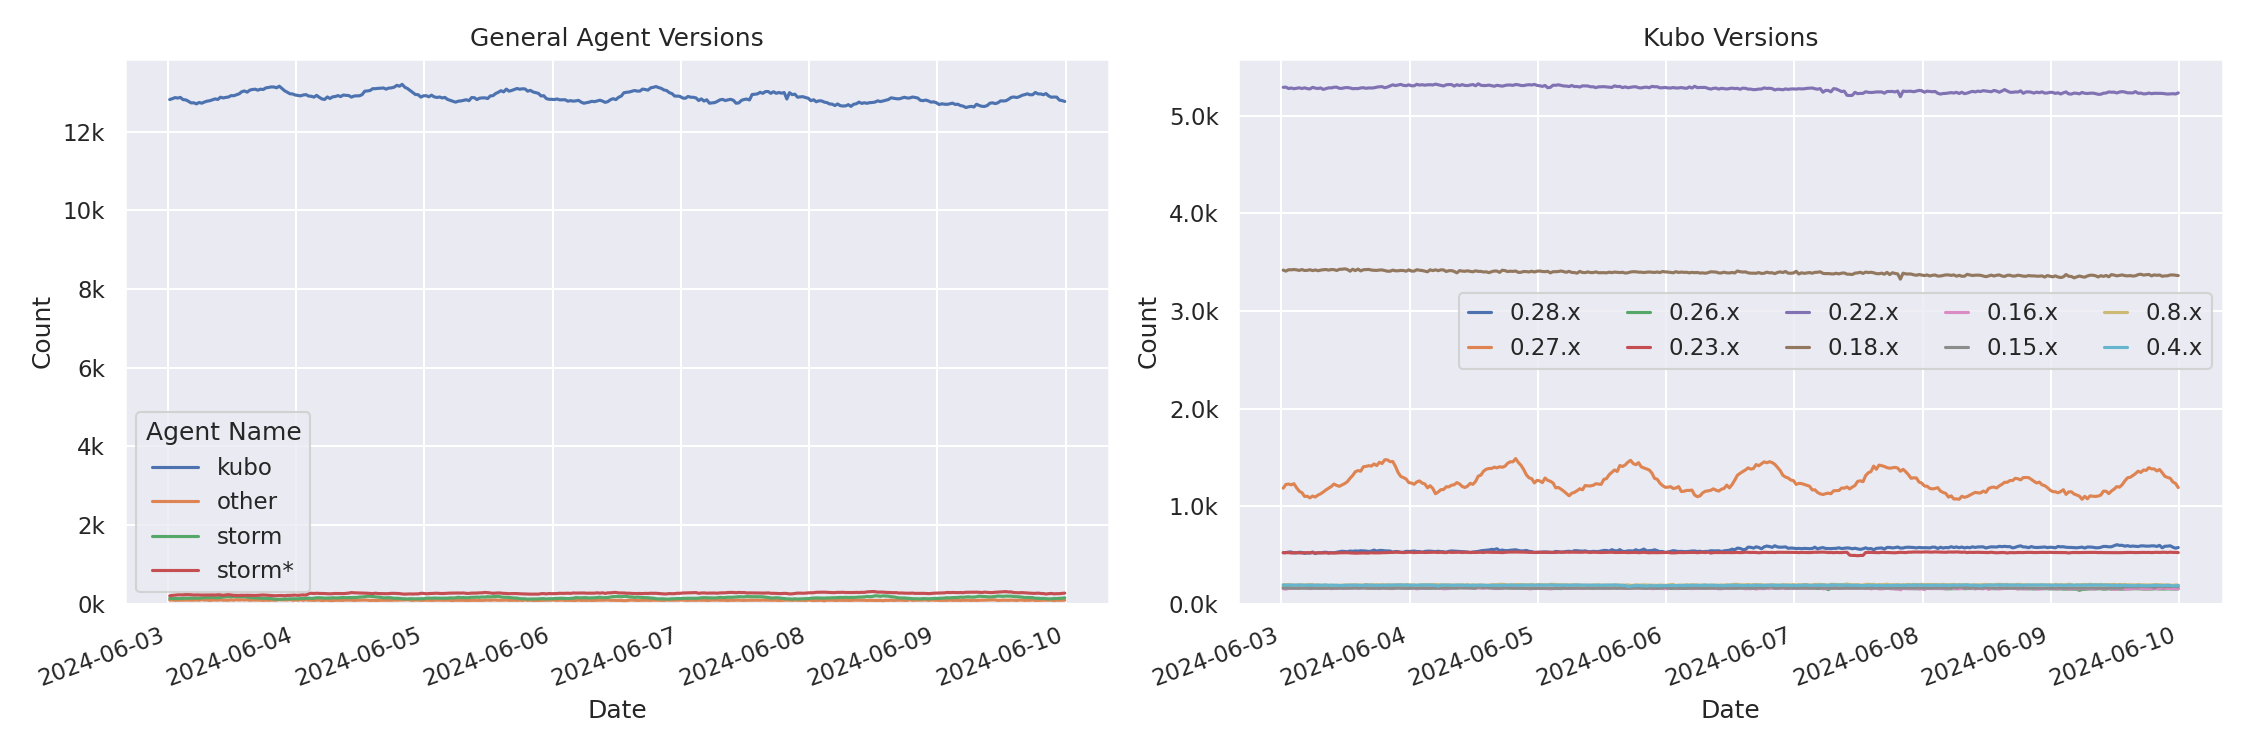 General Agent Versions
Count
12k
10k
8k
6k
4k
2k
0k
Agent Name
kubo
other
storm
storm*
2024-06-03
2024-06-04
2024-06-05
2024-06-06
2024-06-07
2024-06-08
2024-06-09
2024-06-10
Date
Kubo Versions
Count
5.0k
4.0k
3.0k
2.0k
1.0k
0.0k
0.28.x 0.26.x 0.22.x 0.16.x 0.8.x
0.27.x 0.23.x 0.18.x 0.15.x 0.4.x
2024-06-03
2024-06-04
2024-06-05
2024-06-06
2024-06-07
2024-06-08
2024-06-09
2024-06-10
Date